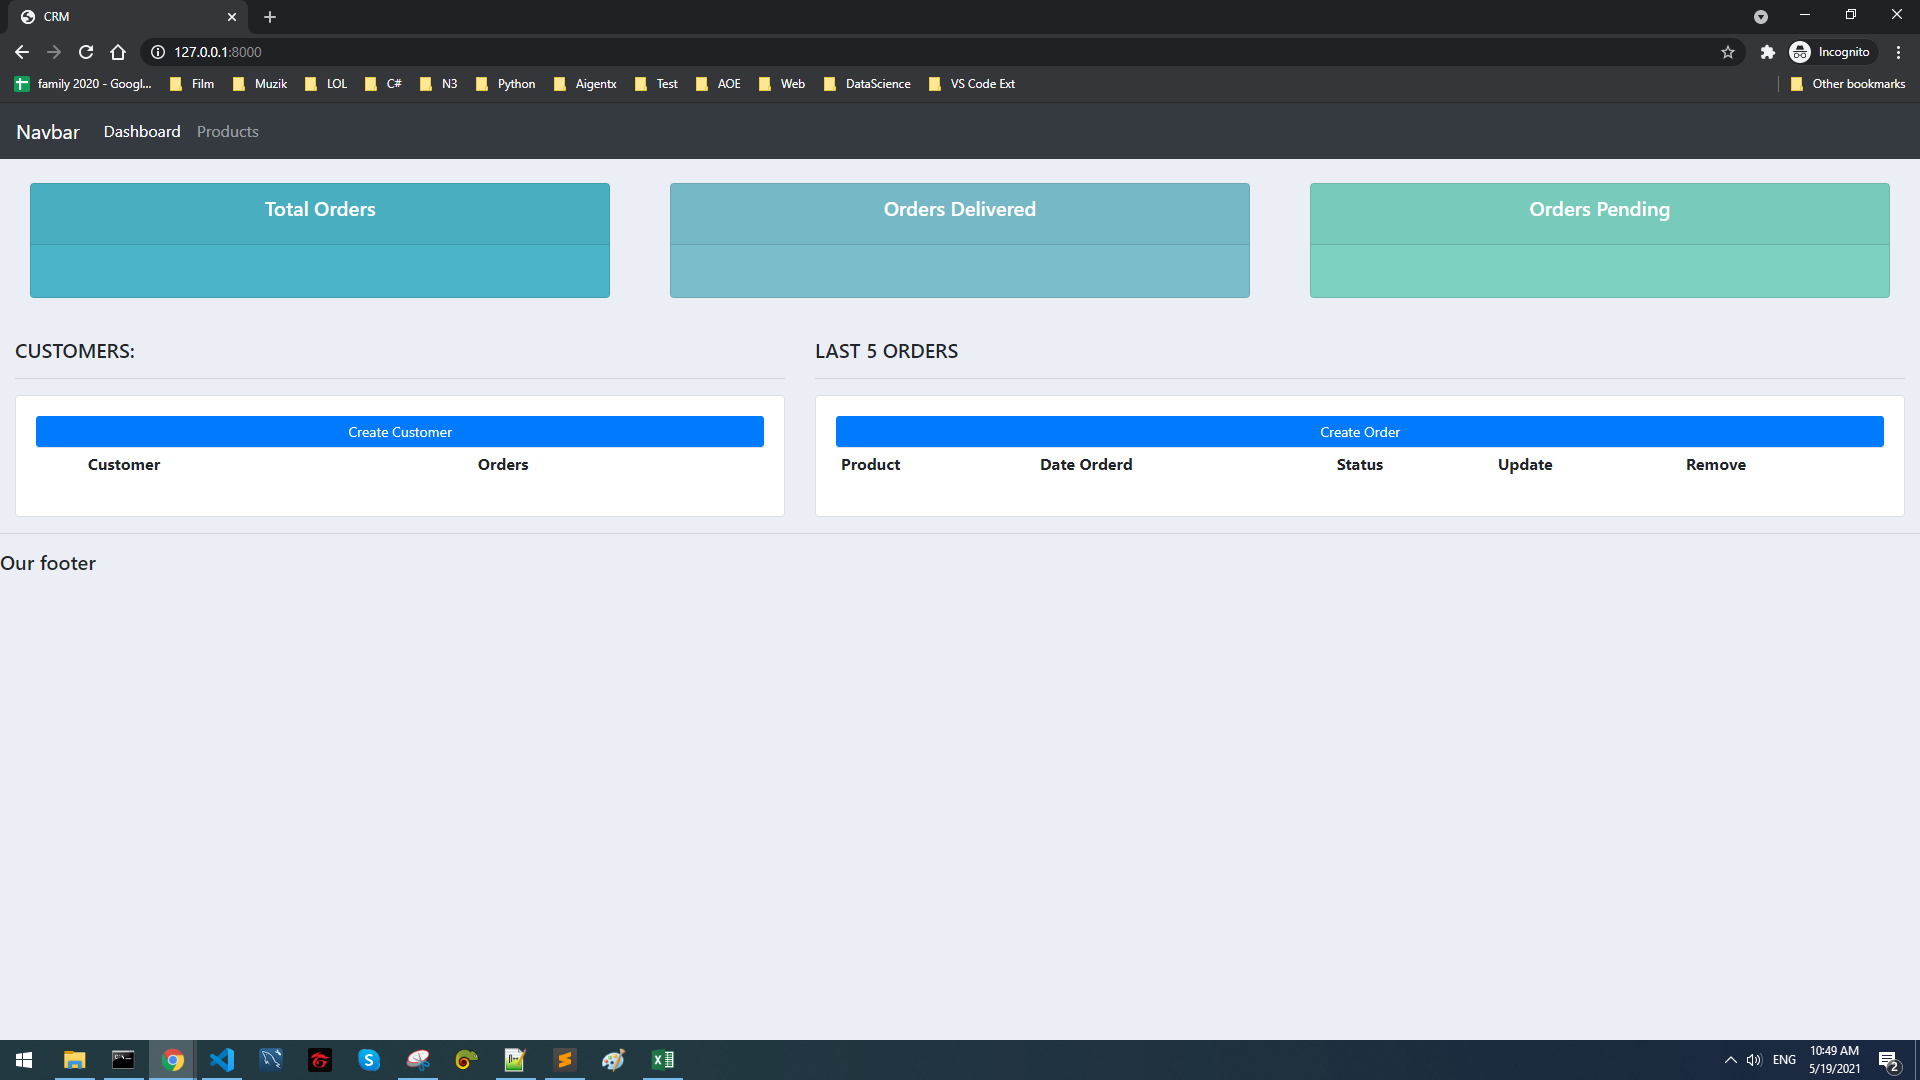 CRM
127.0.0.1:8000
Incognito
family 2020 - Googl... Film Muzik LOL C# N3 Python Aigentx Test AOE Web DataScience VS Code Ext Other bookmarks
Navbar Dashboard Products
Total Orders Orders Delivered Orders Pending
CUSTOMERS:
LAST 5 ORDERS
Create Customer
Customer Orders
Create Order
Product Date Orderd Status Update Remove
Our footer
ENG
10:49 AM
5/19/2021
2